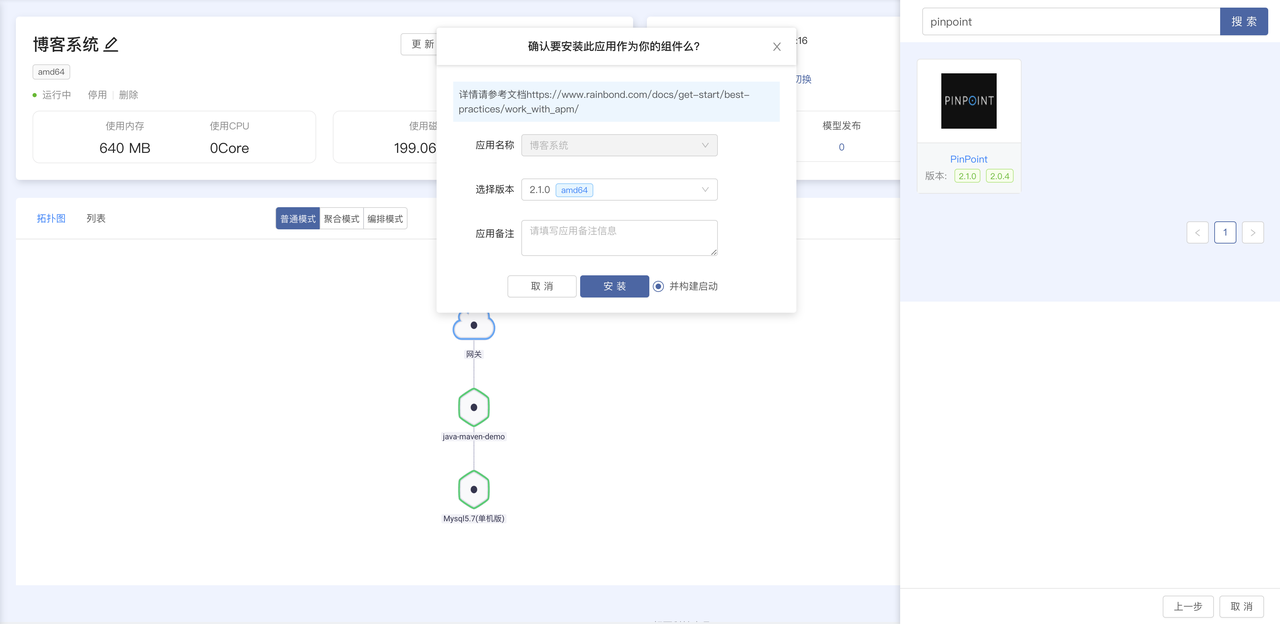 博客系统
amd64
运行中 停用 删除
使用内存 使用CPU
640 MB 0Core
使用磁
199.06
更 新
:16
切换
模型发布
0
拓扑图 列表
普通模式 聚合模式 编排模式
确认要安装此应用作为你的组件么?
详情请参考文档https://www.rainbond.com/docs/get-start/best-
practices/work_with_apm/
应用名称 博客系统
选择版本 2.1.0 amd64
应用备注 请填写应用备注信息
取 消 安 装 并构建启动
网关
java-maven-demo
Mysql5.7(单机版)
pinpoint 搜 索
PINPOINT
PinPoint
版本: 2.1.0 2.0.4
< 1 >
上一步 取 消